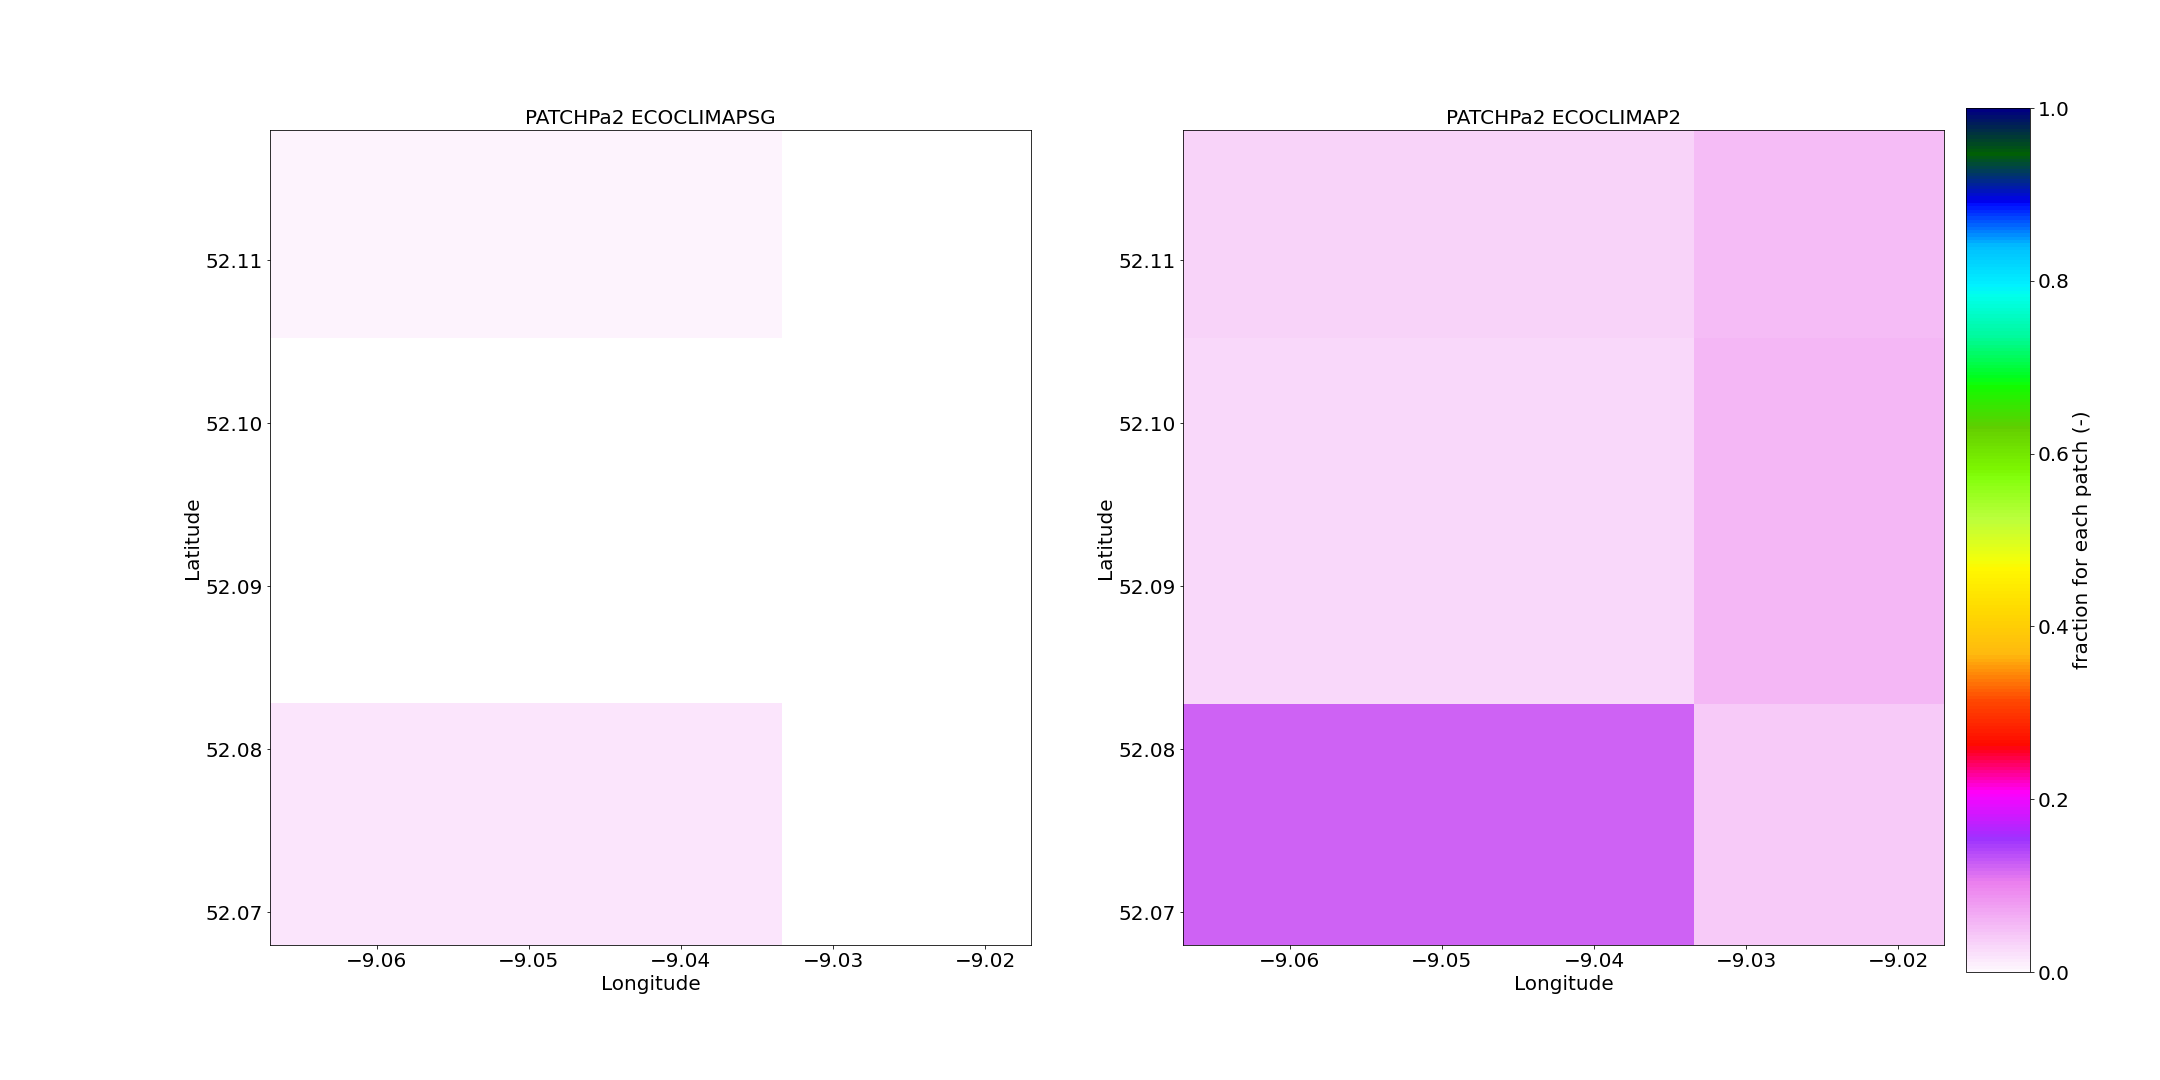 PATCHPa2 ECOCLIMAPSG
52.11
52.10
52.09
52.08
52.07
Latitude
−9.06 −9.05 −9.04 −9.03 −9.02
Longitude
PATCHPa2 ECOCLIMAP2
52.11
52.10
52.09
52.08
52.07
Latitude
−9.06 −9.05 −9.04 −9.03 −9.02
Longitude
1.0
0.8
0.6
0.4
0.2
0.0
fraction for each patch (-)